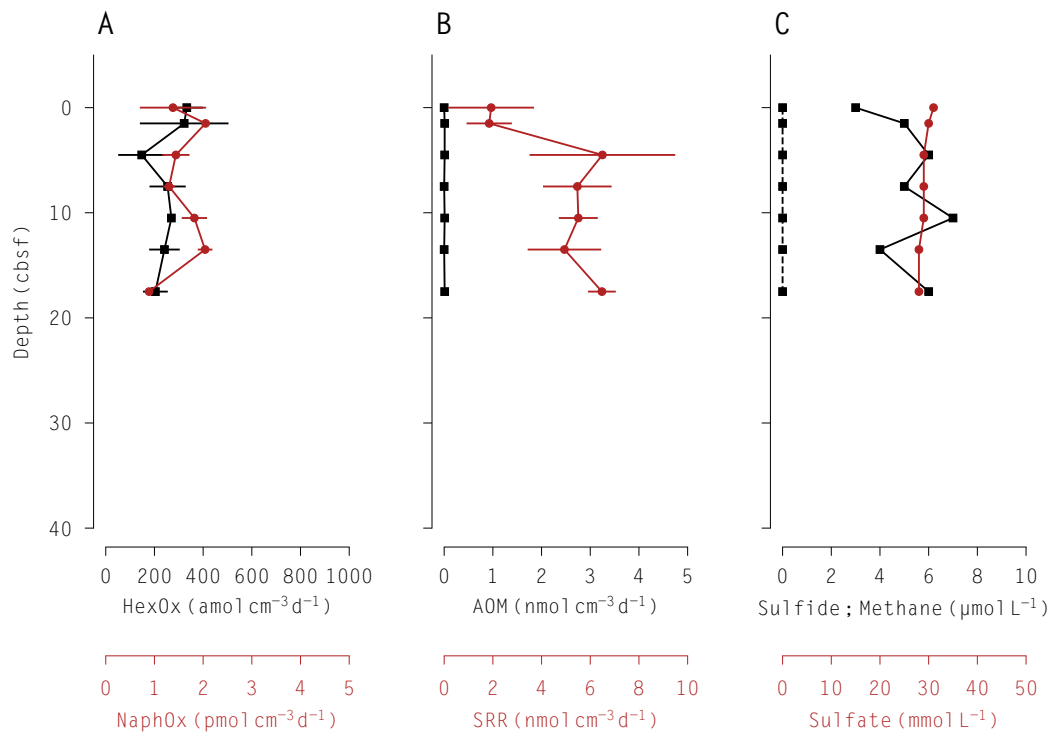 A B C
Depth (cbsf)
0
10
20
30
40
0 200 400 600 800 1000
HexOx (amol cm⁻³ d⁻¹)
0 1 2 3 4 5
NaphOx (pmol cm⁻³ d⁻¹)
0 1 2 3 4 5
AOM (nmol cm⁻³ d⁻¹)
0 2 4 6 8 10
SRR (nmol cm⁻³ d⁻¹)
0 2 4 6 8 10
Sulfide ; Methane (µmol L⁻¹)
0 10 20 30 40 50
Sulfate (mmol L⁻¹)